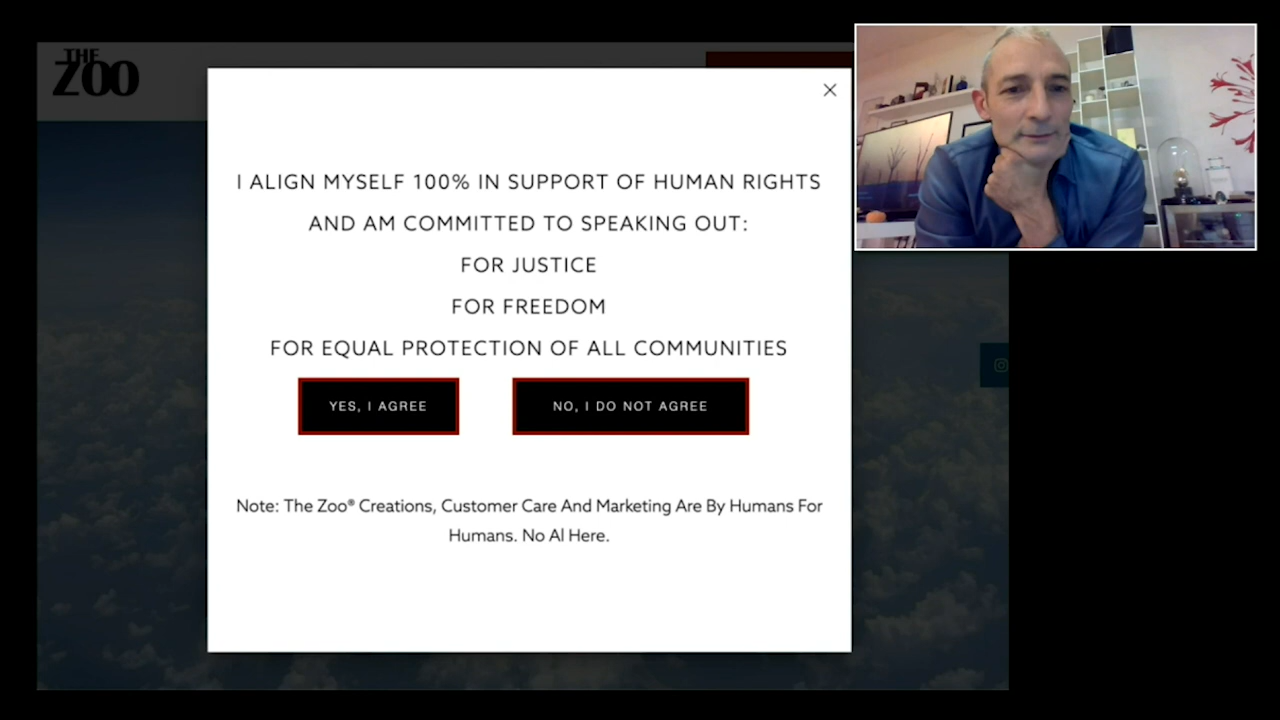 THE
ZOO
I ALIGN MYSELF 100% IN SUPPORT OF HUMAN RIGHTS
AND AM COMMITTED TO SPEAKING OUT:
FOR JUSTICE
FOR FREEDOM
FOR EQUAL PROTECTION OF ALL COMMUNITIES
YES, I AGREE
NO, I DO NOT AGREE
Note: The Zoo® Creations, Customer Care And Marketing Are By Humans For
Humans. No AI Here.